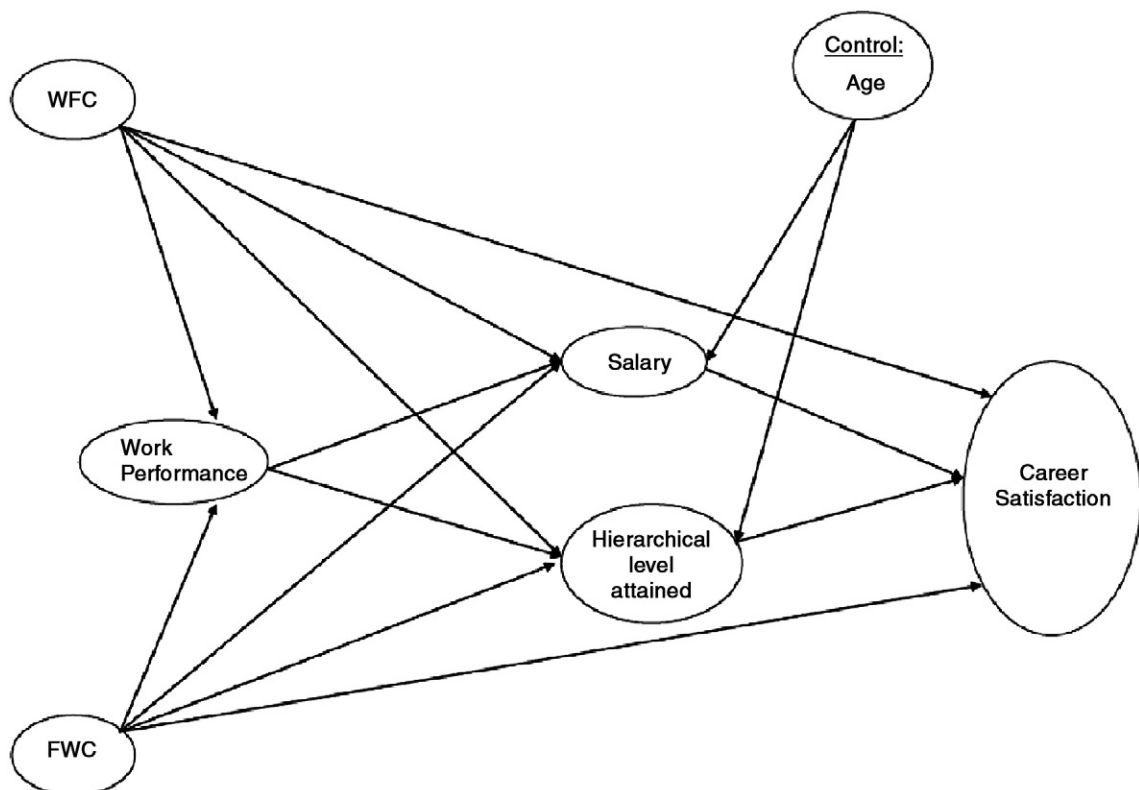 WFC
Control:
Age
Salary
Work
Performance
Career
Satisfaction
Hierarchical
level
attained
FWC